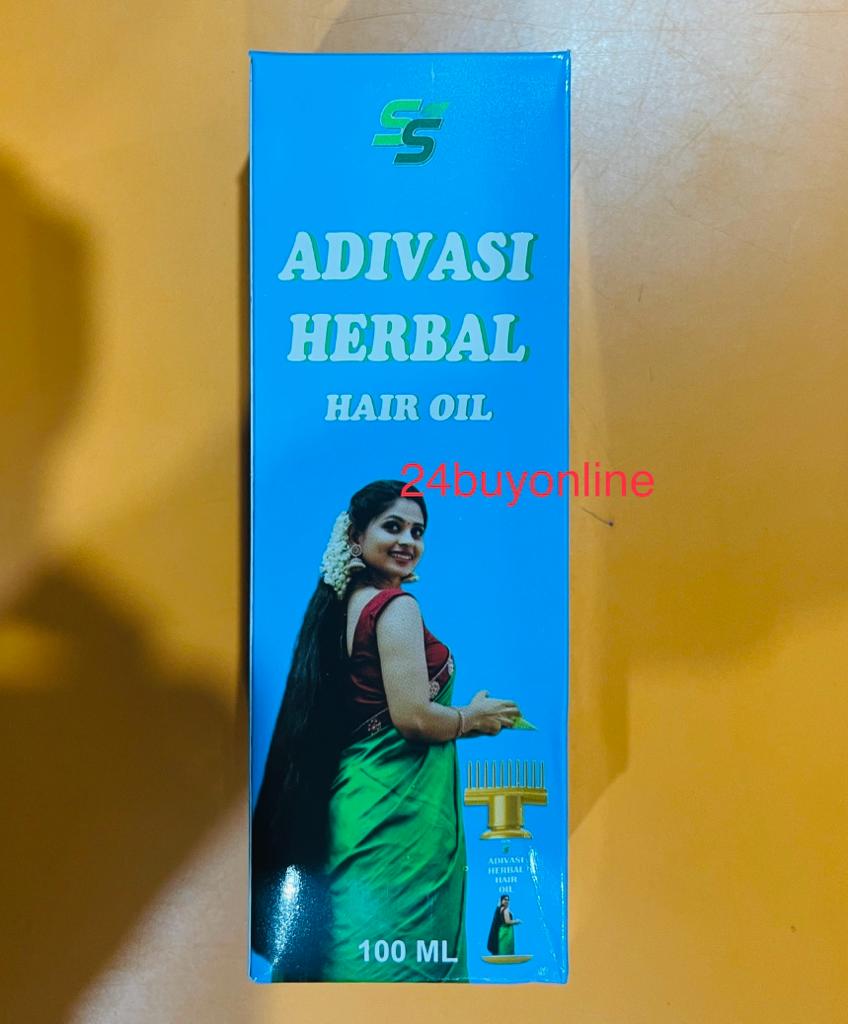 SS
ADIVASI
HERBAL
HAIR OIL
24buyonline
ADIVASI
HERBAL
HAIR
OIL
100 ML